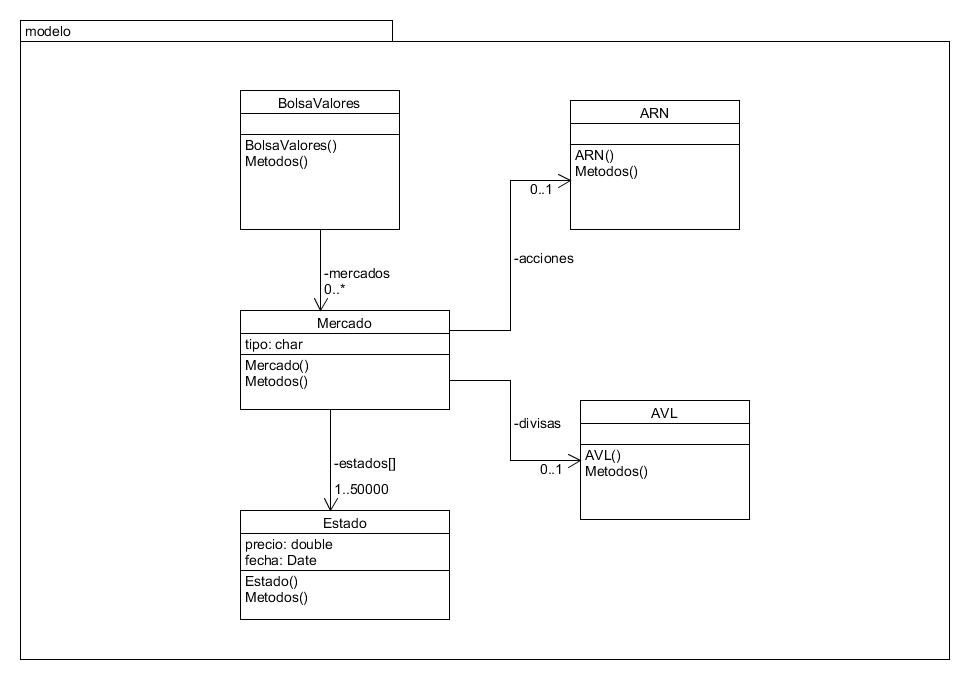 modelo
BolsaValores
BolsaValores()
Metodos()
ARN
ARN()
Metodos()
0..1
-acciones
-mercados
0..*
Mercado
tipo: char
Mercado()
Metodos()
-divisas
0..1
AVL
AVL()
Metodos()
-estados[]
1..50000
Estado
precio: double
fecha: Date
Estado()
Metodos()